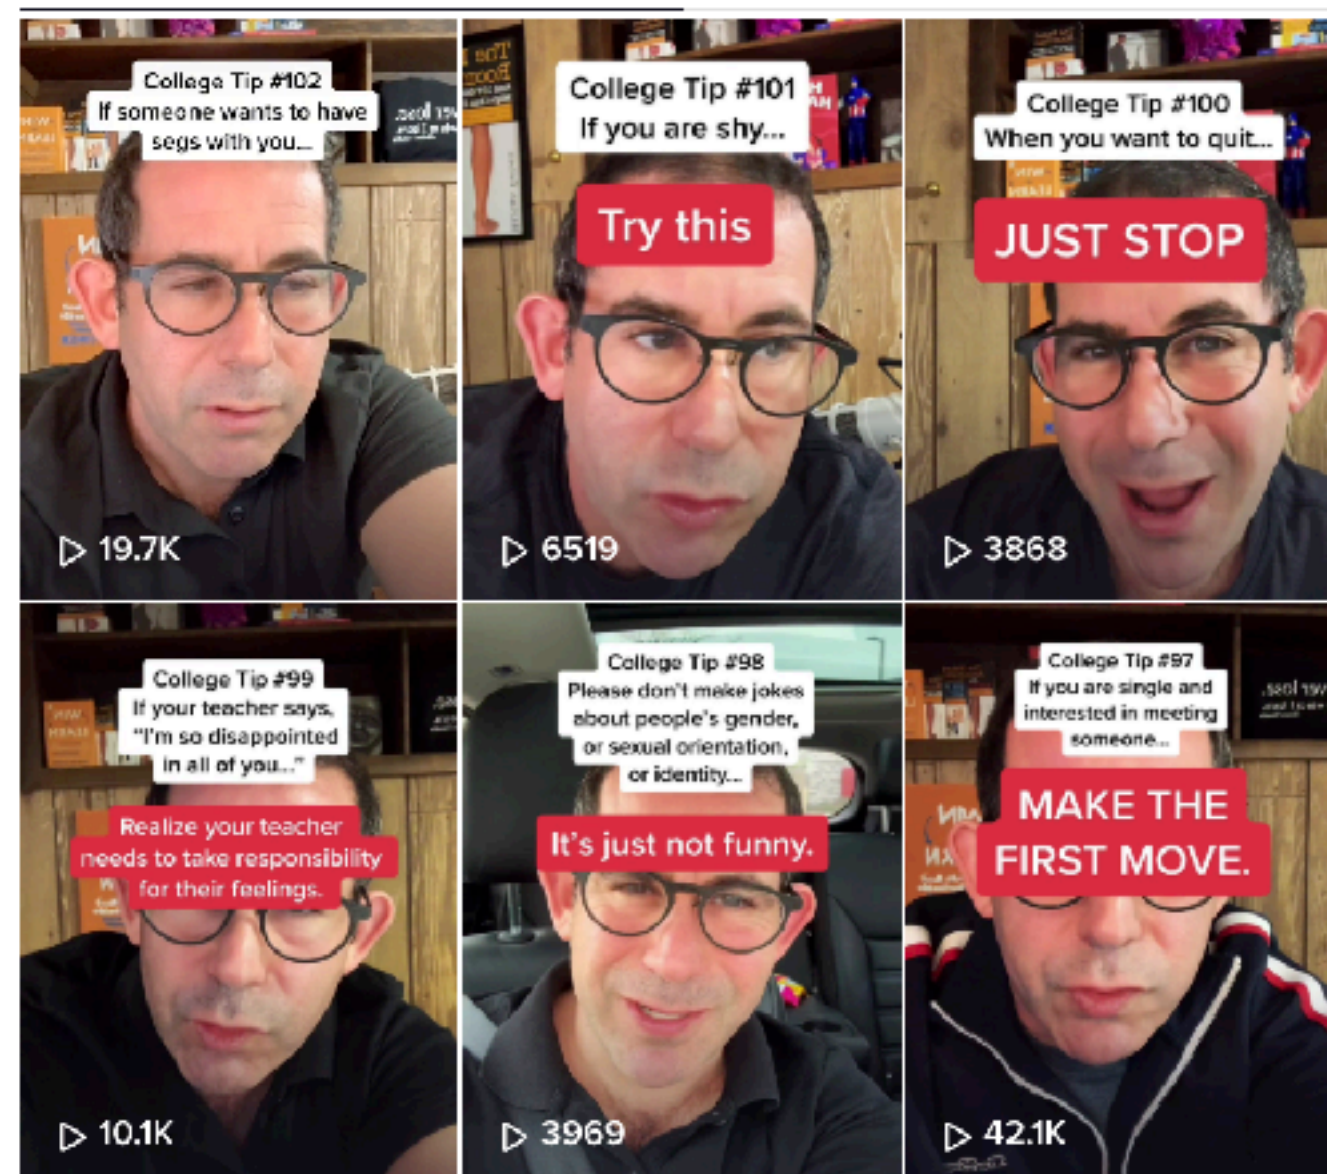 College Tip #102
If someone wants to have
segs with you...
19.7K
College Tip #101
If you are shy...
Try this
6519
College Tip #100
When you want to quit...
JUST STOP
3868
College Tip #99
If your teacher says,
"I'm so disappointed
in all of you..."
Realize your teacher
needs to take responsibility
for their feelings.
10.1K
College Tip #98
Please don't make jokes
about people's gender,
or sexual orientation,
or identity...
It's just not funny.
3969
College Tip #97
If you are single and
interested in meeting
someone...
MAKE THE
FIRST MOVE.
42.1K